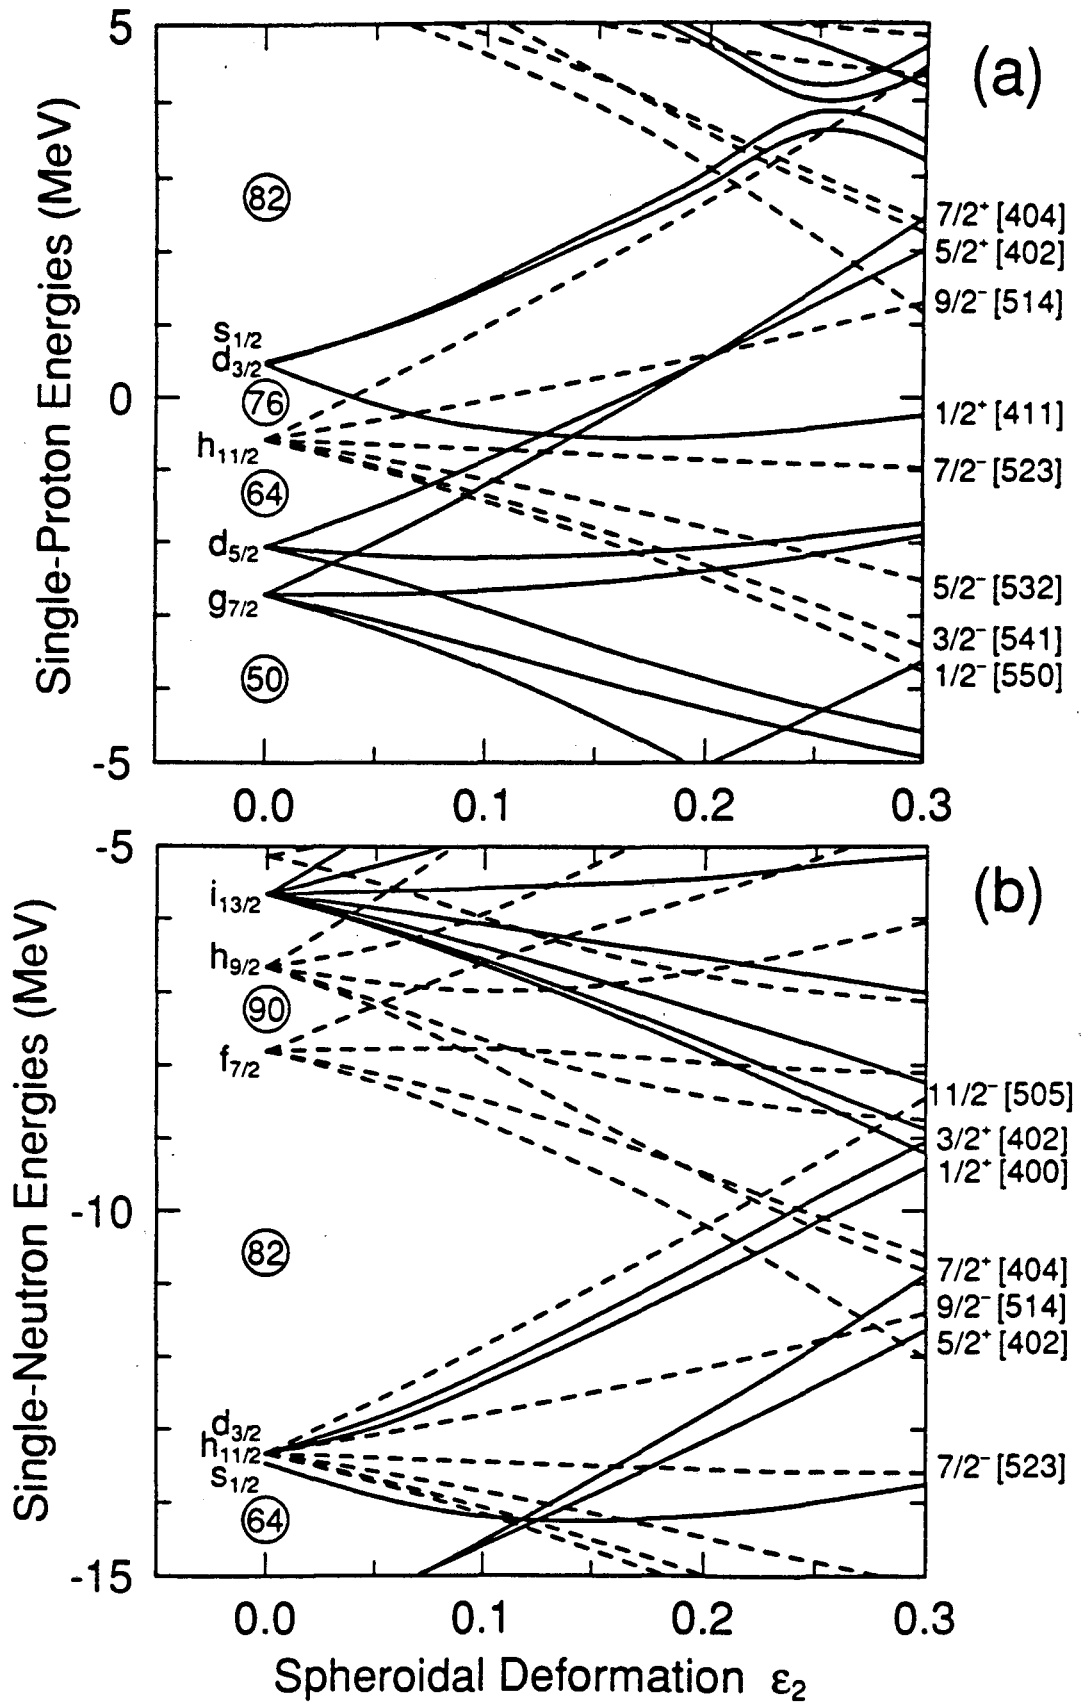 5
(a)
Single-Proton Energies (MeV)
82
7/2⁺ [404]
5/2⁺ [402]
9/2⁻ [514]
s₁/₂
d₃/₂
0
76
1/2⁺ [411]
h₁₁/₂
7/2⁻ [523]
64
d₅/₂
g₇/₂
5/2⁻ [532]
3/2⁻ [541]
50
1/2⁻ [550]
-5
0.0 0.1 0.2 0.3
-5
(b)
Single-Neutron Energies (MeV)
i₁₃/₂
h₉/₂
90
f₇/₂
11/2⁻ [505]
3/2⁺ [402]
1/2⁺ [400]
-10
82
7/2⁺ [404]
9/2⁻ [514]
5/2⁺ [402]
d₃/₂
h₁₁/₂
7/2⁻ [523]
s₁/₂
64
-15
0.0 0.1 0.2 0.3
Spheroidal Deformation ε₂